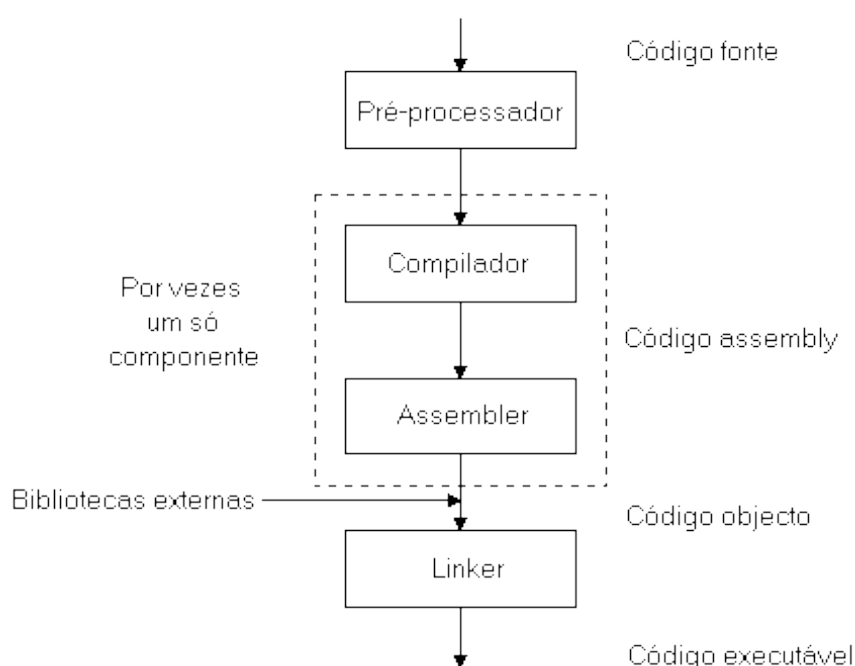 Código fonte
Pré-processador
Compilador
Por vezes
um só
componente
Código assembly
Assembler
Bibliotecas externas
Código objecto
Linker
Código executável